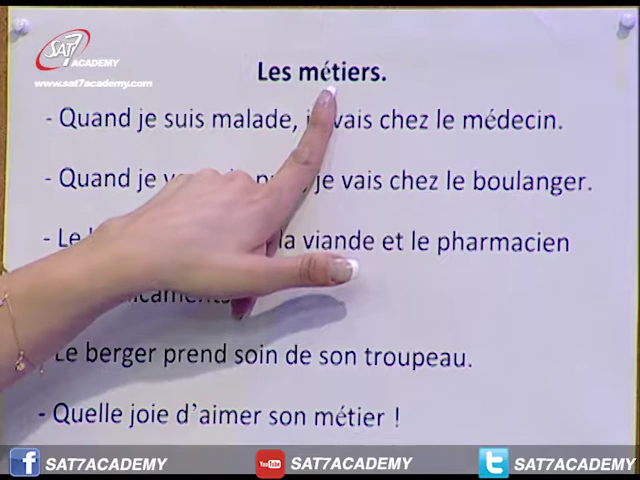 SAT7 ACADEMY
www.sat7academy.com
Les métiers.
- Quand je suis malade, vais chez le médecin.
- Quand je je vais chez le boulanger.
- Le la viande et le pharmacien
Le berger prend soin de son troupeau.
- Quelle joie d'aimer son métier !
SAT7ACADEMY
You Tube SAT7ACADEMY
SAT7ACADEMY